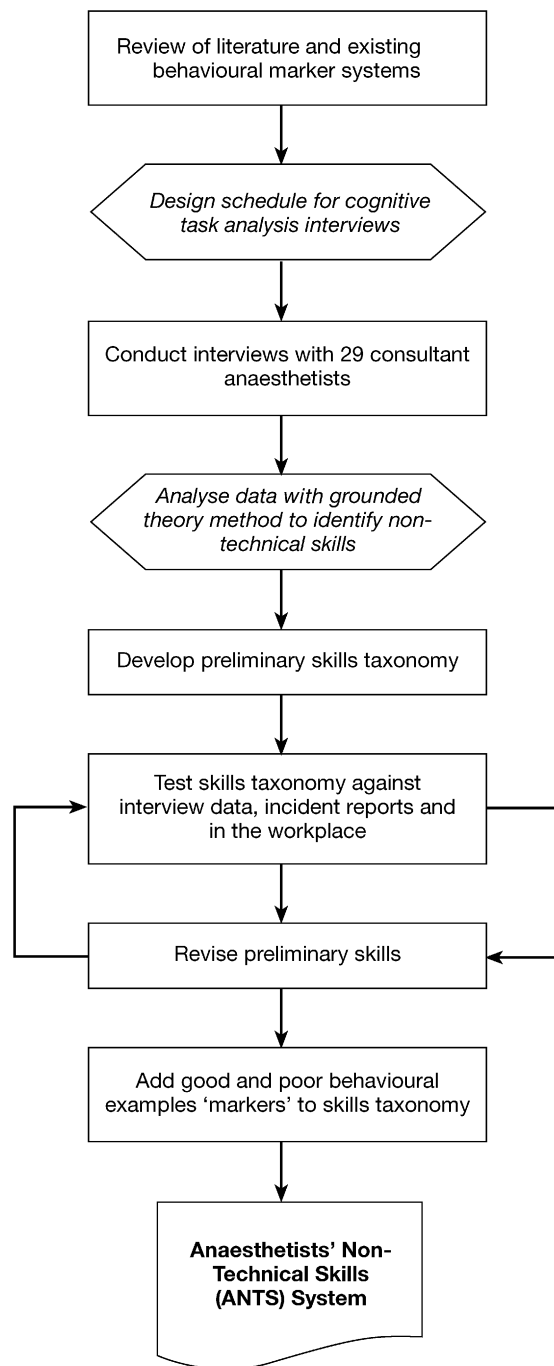 Review of literature and existing
behavioural marker systems
Design schedule for cognitive
task analysis interviews
Conduct interviews with 29 consultant
anaesthetists
Analyse data with grounded
theory method to identify non-
technical skills
Develop preliminary skills taxonomy
Test skills taxonomy against
interview data, incident reports and
in the workplace
Revise preliminary skills
Add good and poor behavioural
examples ‘markers’ to skills taxonomy
Anaesthetists’ Non-
Technical Skills
(ANTS) System